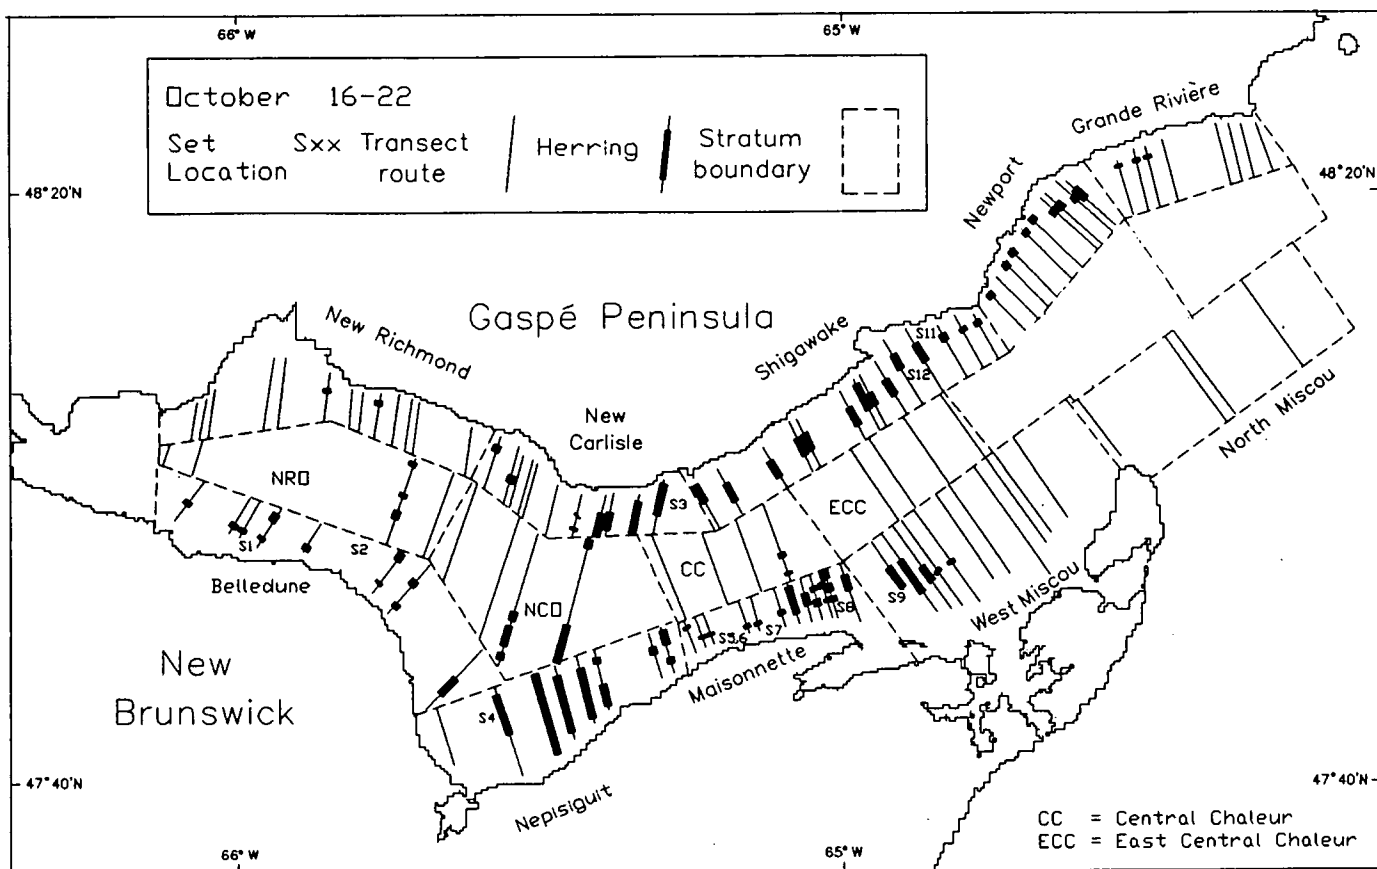 66° W
65° W
October 16-22
Set Location
Sxx
Transect route
Herring
Stratum boundary
Grande Rivière
48° 20'N
48° 20'N
Newport
Gaspé Peninsula
New Richmond
Shigawake
S11
S12
New Carlisle
North Miscou
NRO
S3
ECC
S1
S2
CC
Belledune
S9
NCO
S8
West Miscou
S5,6
S7
New Brunswick
Maisonnette
S4
47° 40'N
47° 40'N
Nepisiguit
CC = Central Chaleur
ECC = East Central Chaleur
66° W
65° W